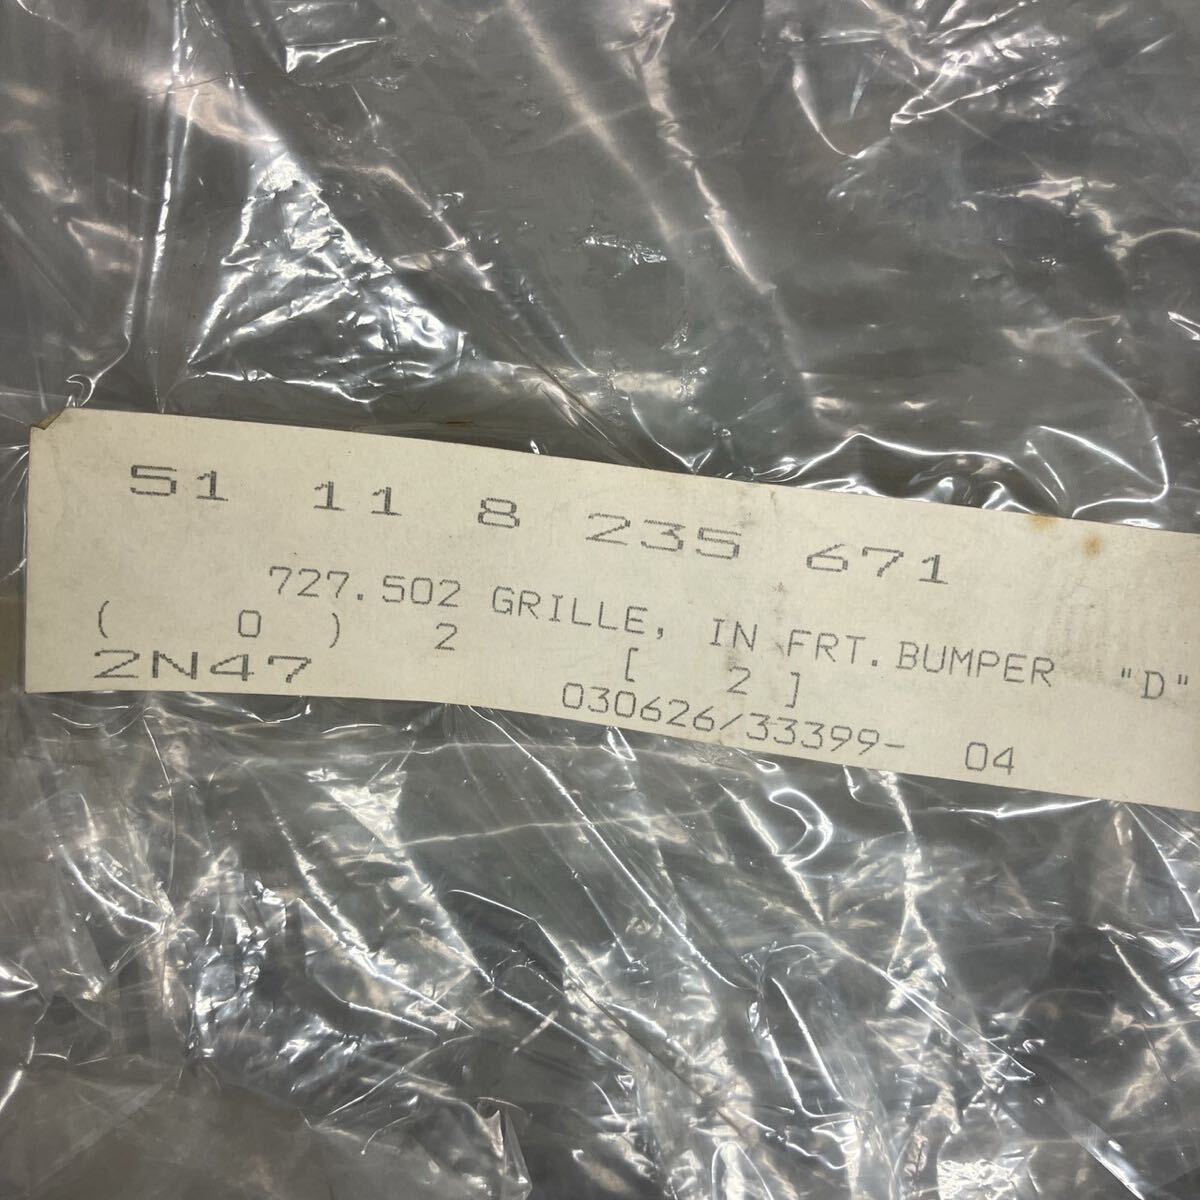 51 11 8 235 671
727.502 GRILLE, IN FRT.BUMPER "D"
( 0 ) 2 [ 2 ]
2N47 030626/33399- 04